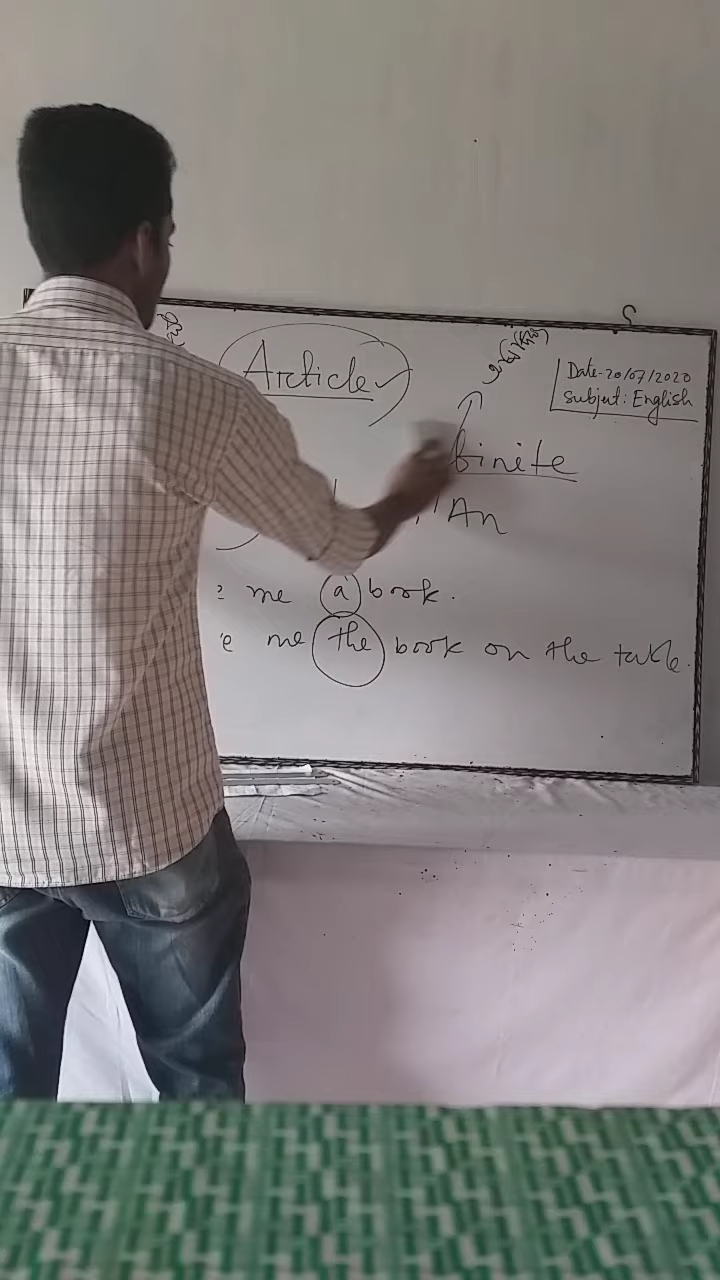 Article
Date-20/07/2020
Subject: English
finite
An
me a book.
me the book on the table.